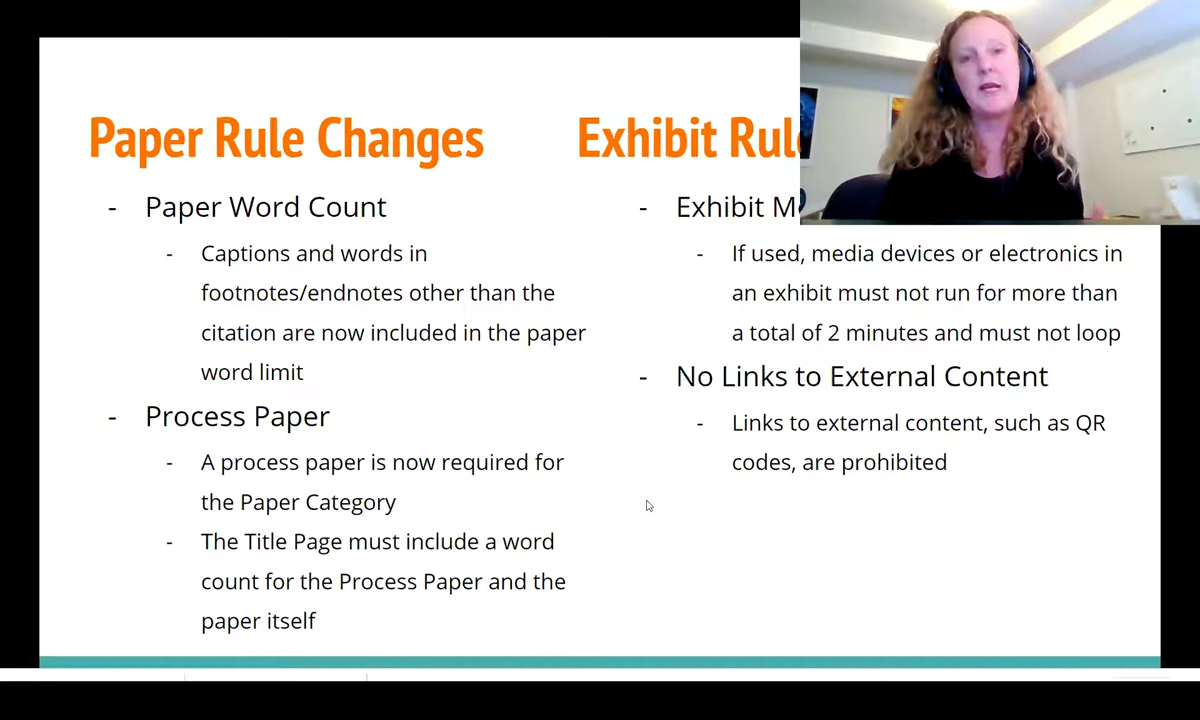 Paper Rule Changes
- Paper Word Count
- Captions and words in
footnotes/endnotes other than the
citation are now included in the paper
word limit
- Process Paper
- A process paper is now required for
the Paper Category
- The Title Page must include a word
count for the Process Paper and the
paper itself
Exhibit
- Exhibit
- If used, media devices or electronics in
an exhibit must not run for more than
a total of 2 minutes and must not loop
- No Links to External Content
- Links to external content, such as QR
codes, are prohibited